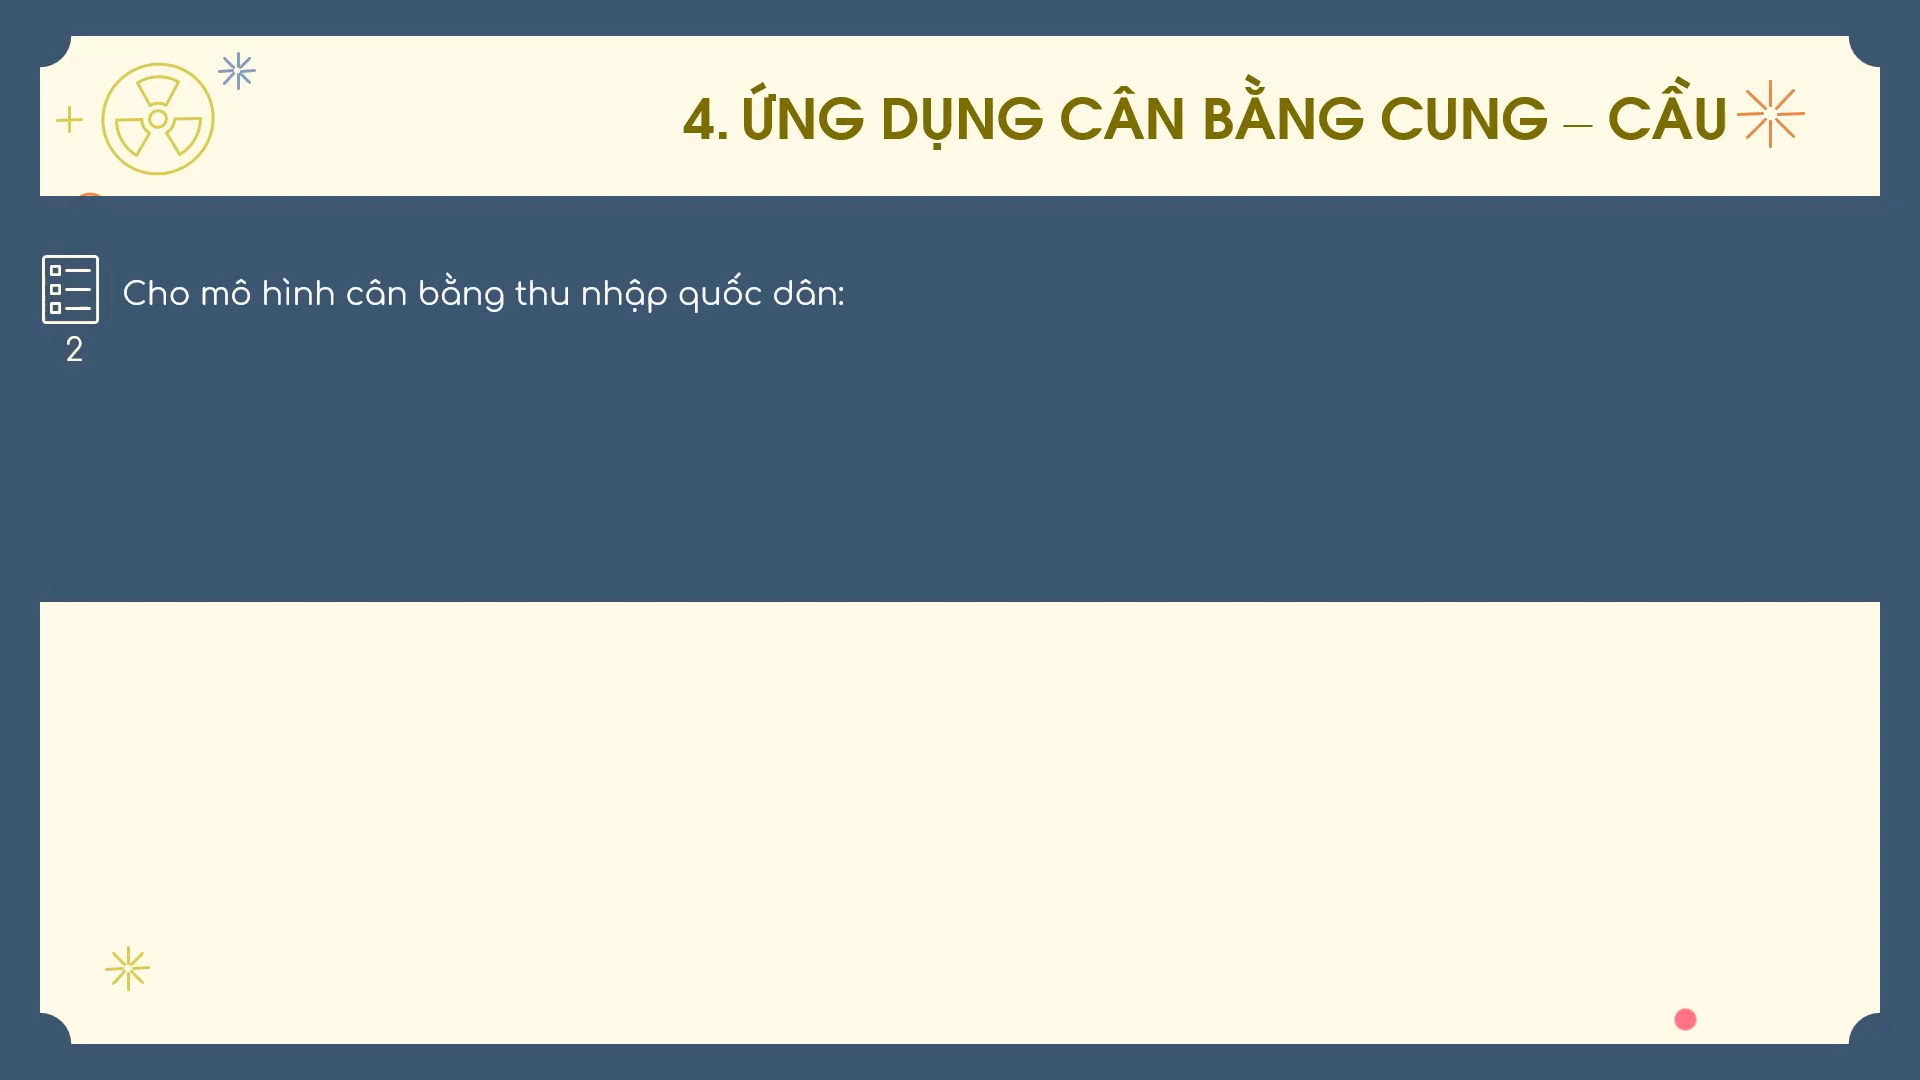 4. ỨNG DỤNG CÂN BẰNG CUNG – CẦU
Cho mô hình cân bằng thu nhập quốc dân:
2